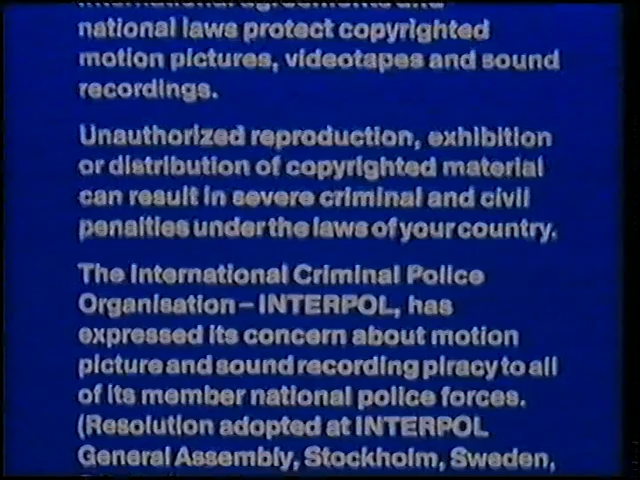 International agreements and
national laws protect copyrighted
motion pictures, videotapes and sound
recordings.
Unauthorized reproduction, exhibition
or distribution of copyrighted material
can result in severe criminal and civil
penalties under the laws of your country.
The International Criminal Police
Organisation – INTERPOL, has
expressed its concern about motion
picture and sound recording piracy to all
of its member national police forces.
(Resolution adopted at INTERPOL
General Assembly, Stockholm, Sweden,